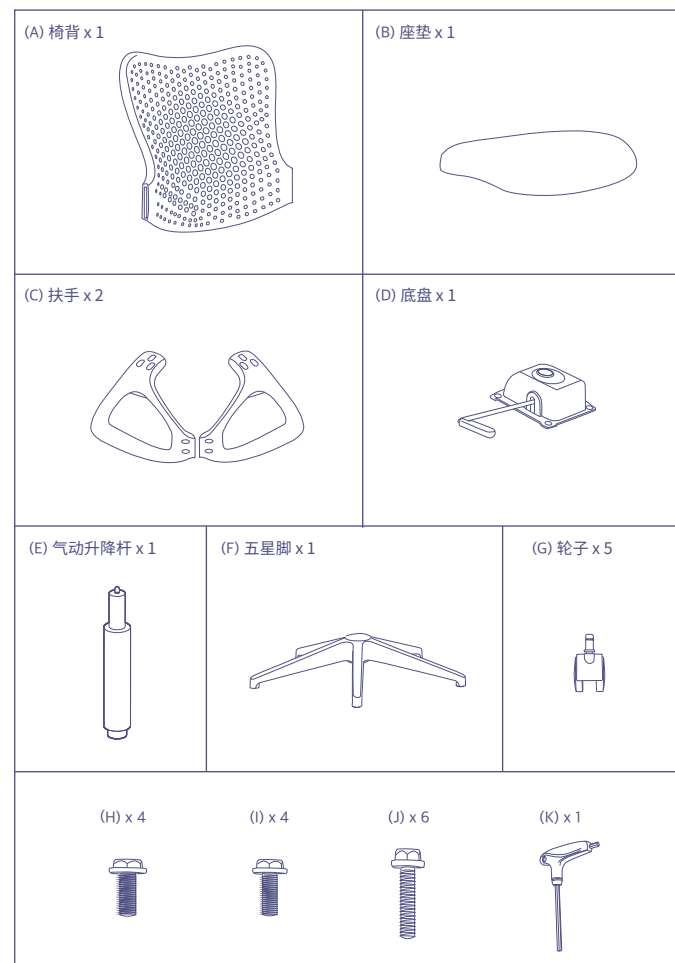 (A) 椅背 x 1
(B) 座垫 x 1
(C) 扶手 x 2
(D) 底盘 x 1
(E) 气动升降杆 x 1
(F) 五星脚 x 1
(G) 轮子 x 5
(H) x 4
(I) x 4
(J) x 6
(K) x 1